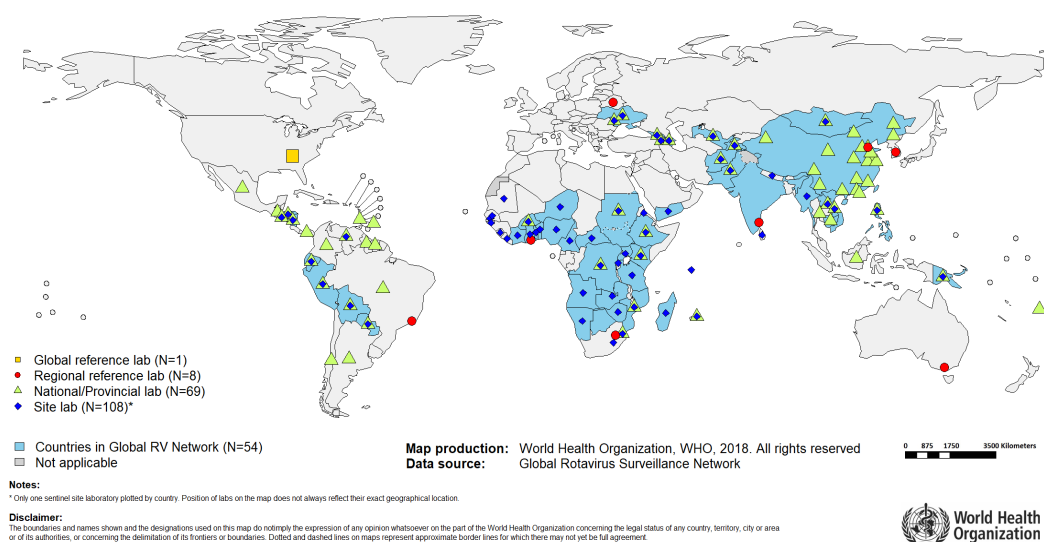 Global reference lab (N=1)
Regional reference lab (N=8)
National/Provincial lab (N=69)
Site lab (N=108)*
Countries in Global RV Network (N=54)
Not applicable
Map production: World Health Organization, WHO, 2018. All rights reserved
Data source: Global Rotavirus Surveillance Network
0 875 1750 3500 Kilometers
Notes:
* Only one sentinel site laboratory plotted by country. Position of labs on the map does not always reflect their exact geographical location.
Disclaimer:
The boundaries and names shown and the designations used on this map do notimply the expression of any opinion whatsoever on the part of the World Health Organization concerning the legal status of any country, territory, city or area
or of its authorities, or concerning the delimitation of its frontiers or boundaries. Dotted and dashed lines on maps represent approximate border lines for which there may not yet be full agreement.
World Health
Organization